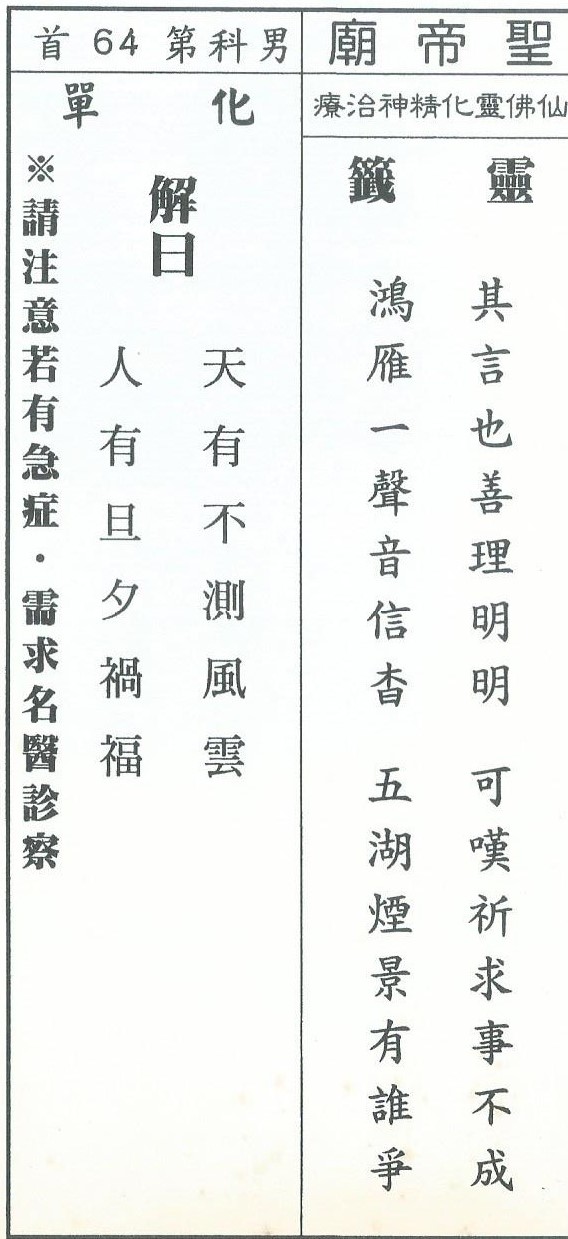 聖帝廟
仙佛靈化精神治療
靈籤
其言也善理明明 可嘆祈求事不成
鴻雁一聲音信杳 五湖煙景有誰爭
男科第64首
化單
解曰
天有不測風雲
人有旦夕禍福
※請注意若有急症・需求名醫診察